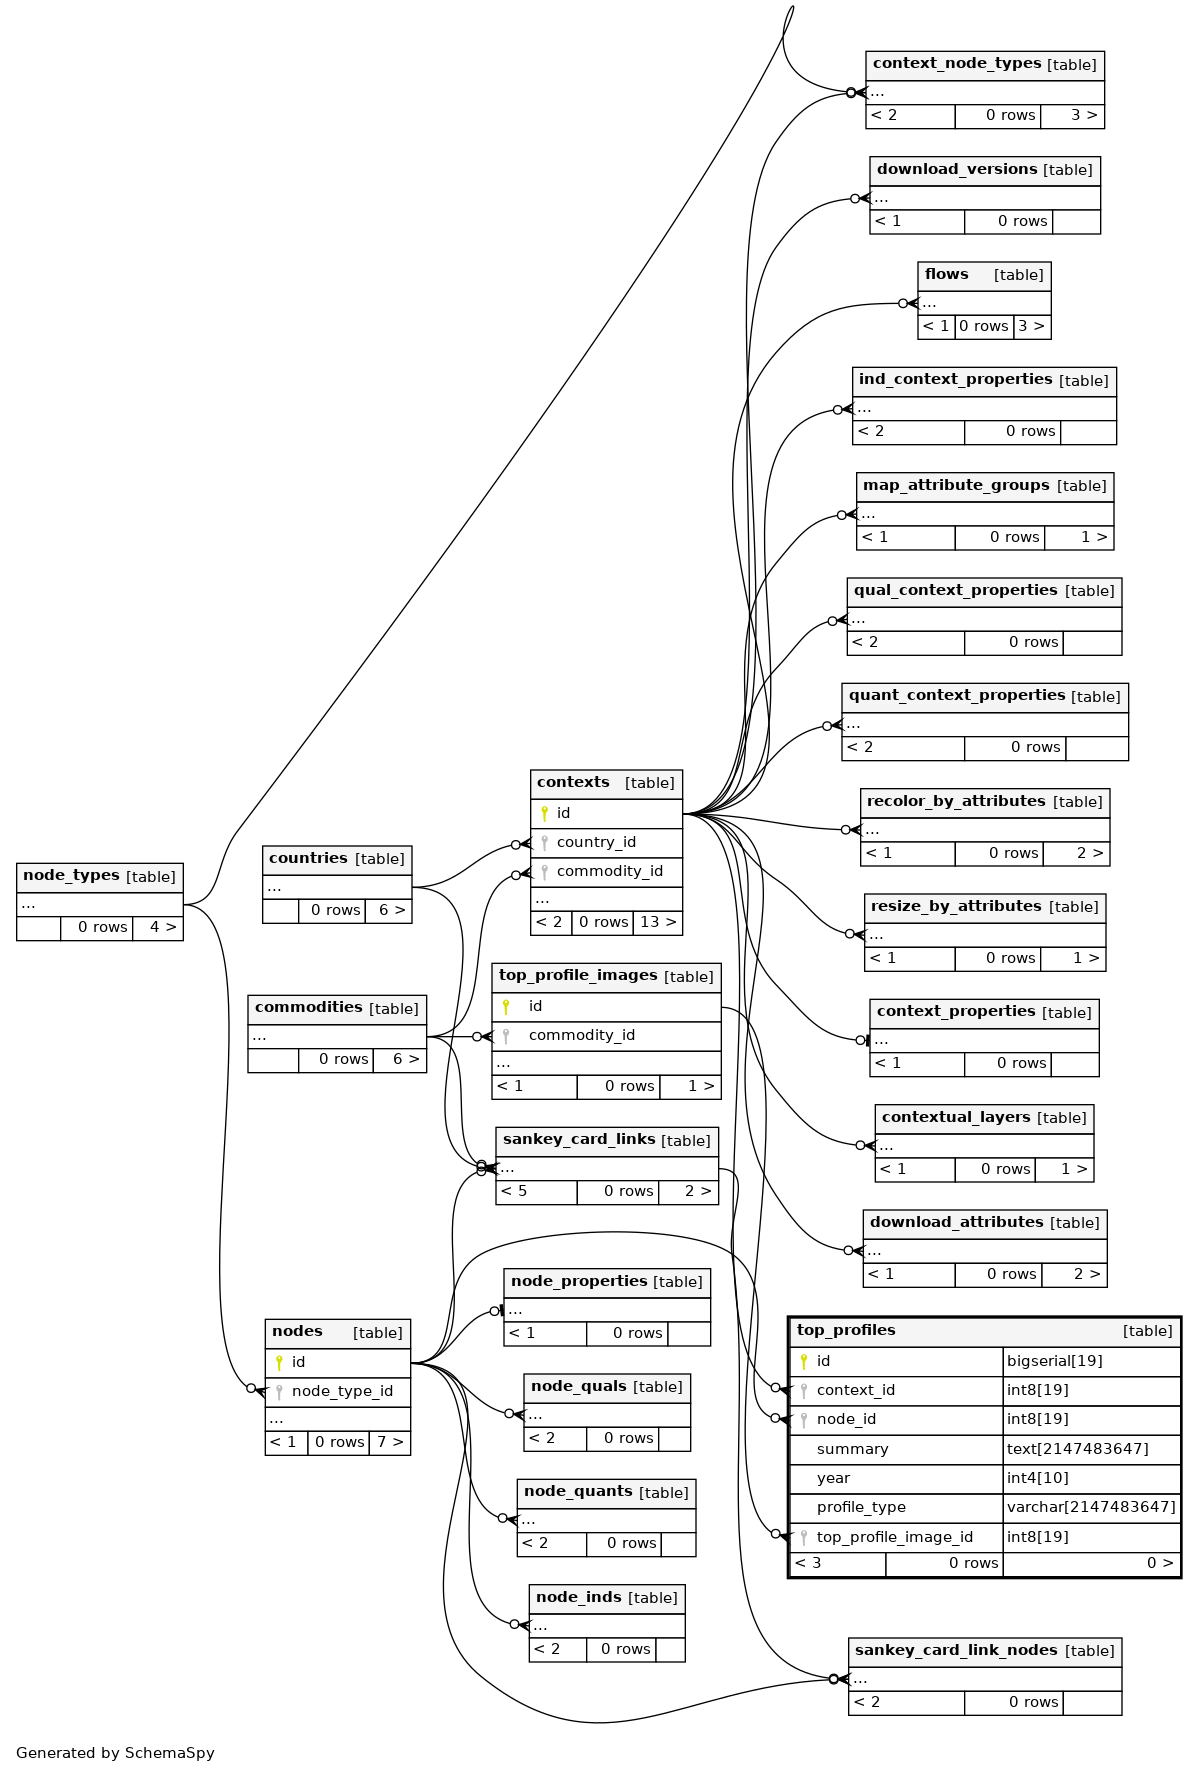 context_node_types [table]
...
< 2 0 rows 3 >
download_versions [table]
...
< 1 0 rows
flows [table]
...
< 1 0 rows 3 >
ind_context_properties [table]
...
< 2 0 rows
map_attribute_groups [table]
...
< 1 0 rows 1 >
qual_context_properties [table]
...
< 2 0 rows
quant_context_properties [table]
...
< 2 0 rows
recolor_by_attributes [table]
...
< 1 0 rows 2 >
resize_by_attributes [table]
...
< 1 0 rows 1 >
context_properties [table]
...
< 1 0 rows
contextual_layers [table]
...
< 1 0 rows 1 >
download_attributes [table]
...
< 1 0 rows 2 >
top_profiles [table]
id bigserial[19]
context_id int8[19]
node_id int8[19]
summary text[2147483647]
year int4[10]
profile_type varchar[2147483647]
top_profile_image_id int8[19]
< 3 0 rows 0 >
sankey_card_link_nodes [table]
...
< 2 0 rows
contexts [table]
id
country_id
commodity_id
...
< 2 0 rows 13 >
top_profile_images [table]
id
commodity_id
...
< 1 0 rows 1 >
sankey_card_links [table]
...
< 5 0 rows 2 >
node_properties [table]
...
< 1 0 rows
node_quals [table]
...
< 2 0 rows
node_quants [table]
...
< 2 0 rows
node_inds [table]
...
< 2 0 rows
countries [table]
...
0 rows 6 >
commodities [table]
...
0 rows 6 >
nodes [table]
id
node_type_id
...
< 1 0 rows 7 >
node_types [table]
...
0 rows 4 >
Generated by SchemaSpy